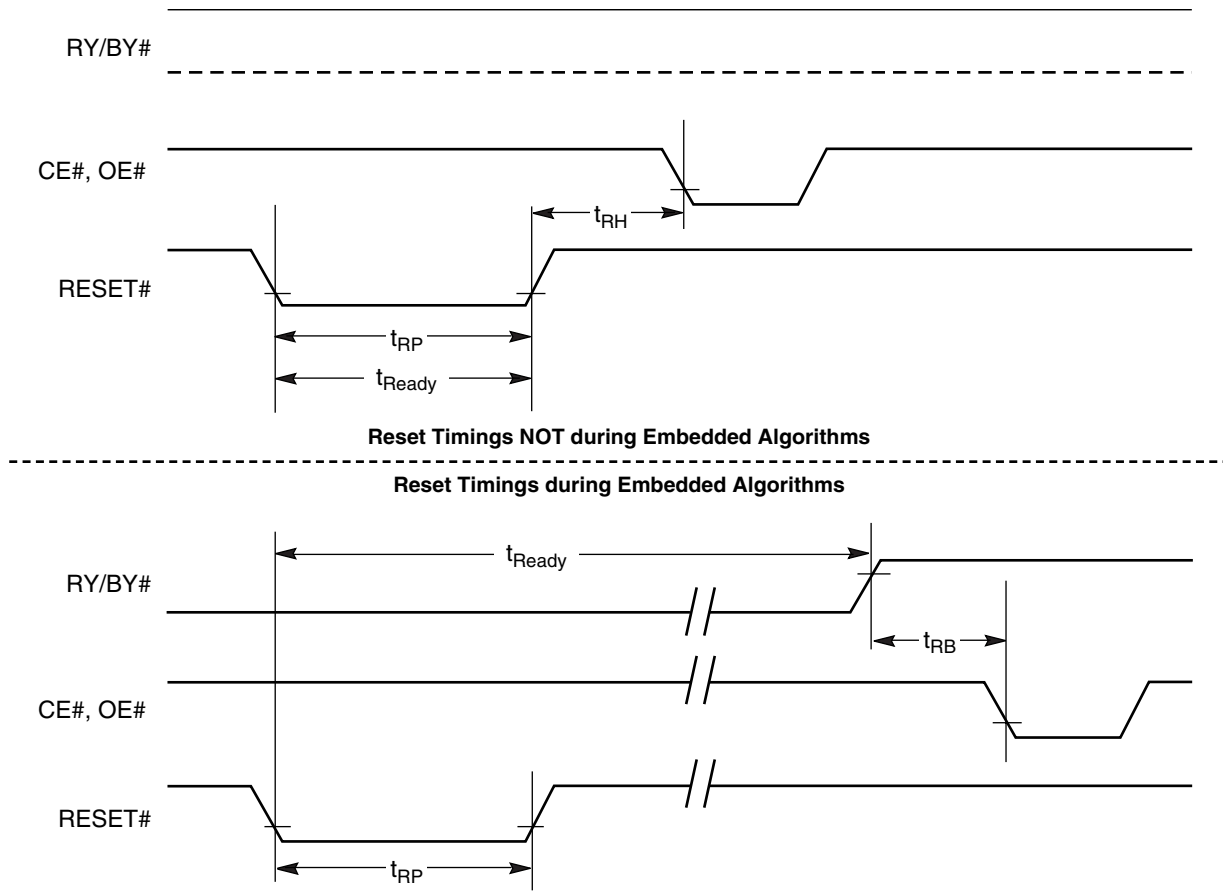 RY/BY#
CE#, OE#
tRH
RESET#
tRP
tReady
Reset Timings NOT during Embedded Algorithms
Reset Timings during Embedded Algorithms
tReady
RY/BY#
tRB
CE#, OE#
RESET#
tRP